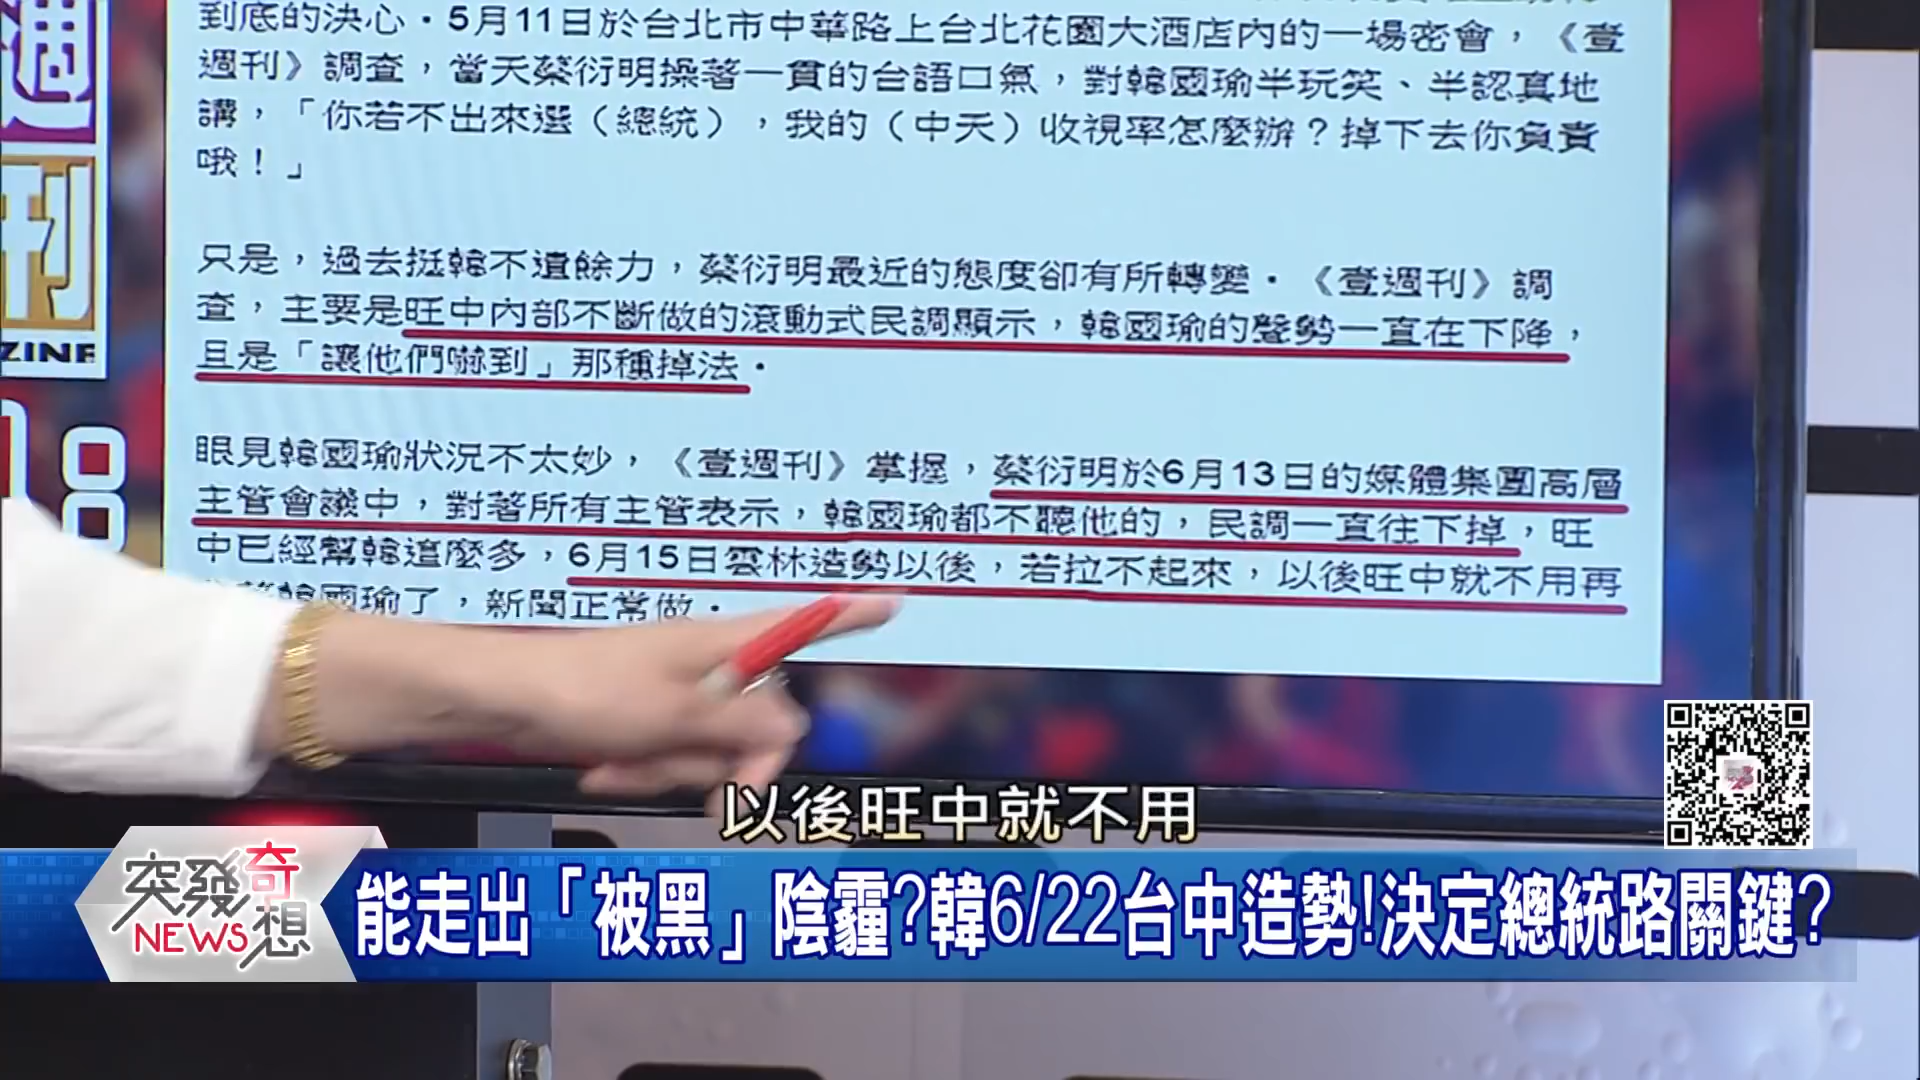 到底的決心。5月11日於台北市中華路上台北花園大酒店內的一場密會，《壹
週刊》調查，當天蔡衍明操著一貫的台語口氣，對韓國瑜半玩笑、半認真地
講，「你若不出來選（總統），我的（中天）收視率怎麼辦？掉下去你負責
哦！」
只是，過去挺韓不遺餘力，蔡衍明最近的態度卻有所轉變。《壹週刊》調
查，主要是旺中內部不斷做的滾動式民調顯示，韓國瑜的聲勢一直在下降，
且是「讓他們嚇到」那種掉法。
眼見韓國瑜狀況不太妙，《壹週刊》掌握，蔡衍明於6月13日的媒體集團高層
主管會議中，對著所有主管表示，韓國瑜都不聽他的，民調一直往下掉，旺
中已經幫韓這麼多，6月15日雲林造勢以後，若拉不起來，以後旺中就不用再
韓國瑜了，新聞正常做。
週
刊
ZINE
8
以後旺中就不用
突發奇想
NEWS
能走出「被黑」陰霾?韓6/22台中造勢!決定總統路關鍵?